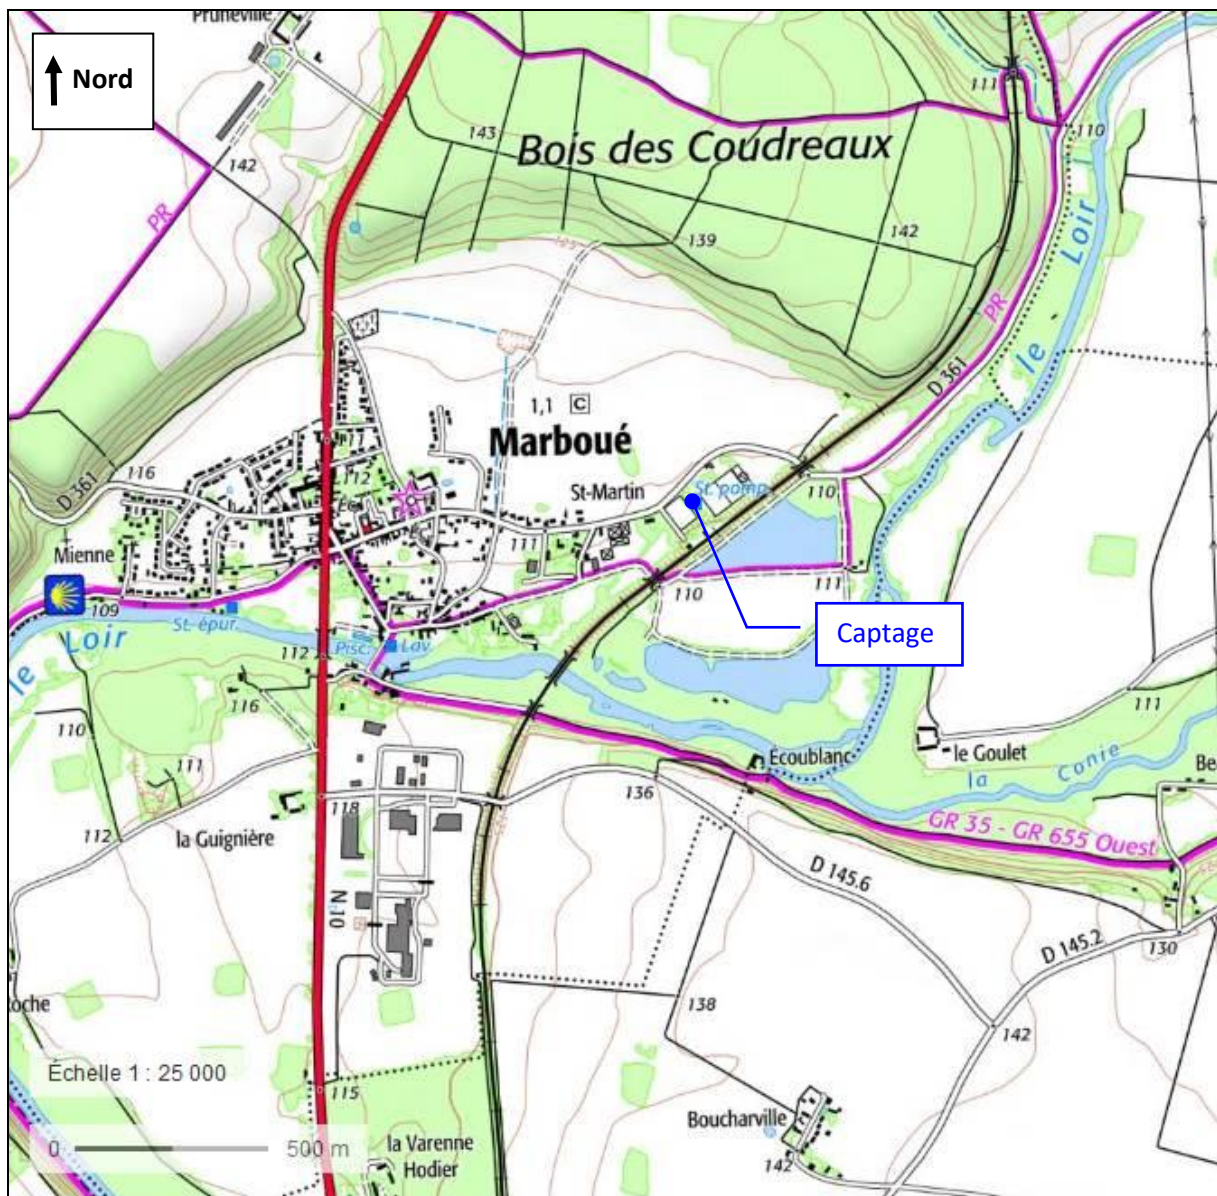 Pruneville
Nord
111
143
Bois des Coudreaux
110
142
PR
139
142
le Loir
PR
D 361
1,1 C
Marboué
116
112
D 361
St-Martin
St. pomp.
110
111
Mienne
109
110
111
Captage
le Loir
St. épur.
112
Pisc.
Lav.
116
110
111
Écoublanc
le Goulet
la Conie
111
Be
136
118
112
la Guignière
GR 35 - GR 655 Ouest
D 145.6
N 10
D 145.2
130
Roche
138
142
Échelle 1 : 25 000
115
Boucharville
0
500 m
la Varenne
Hodier
142